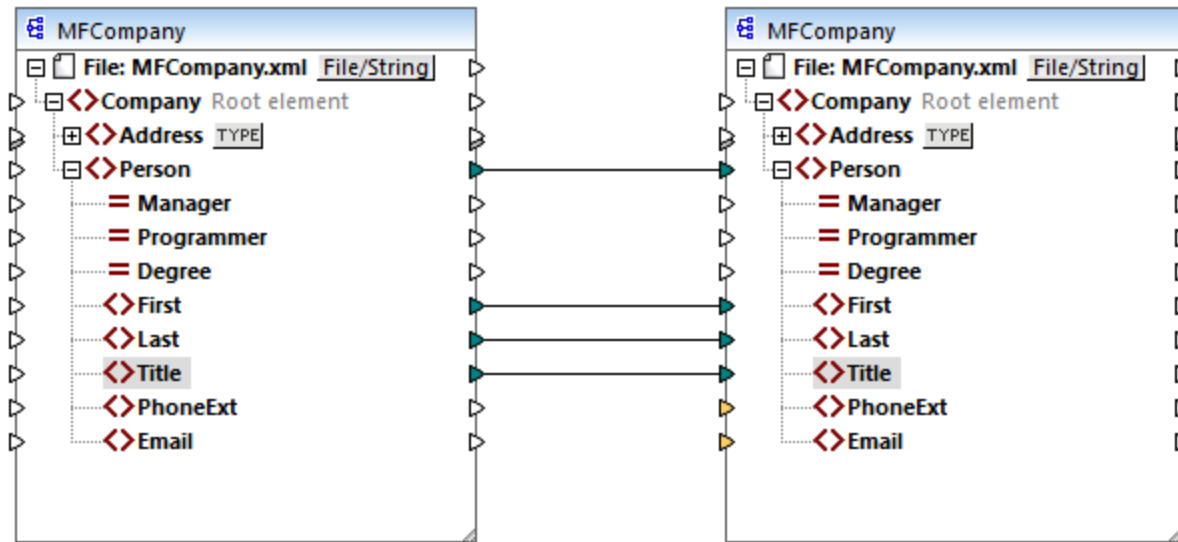 MFCompany
File: MFCompany.xml File/String
Company Root element
Address TYPE
Person
Manager
Programmer
Degree
First
Last
Title
PhoneExt
Email
MFCompany
File: MFCompany.xml File/String
Company Root element
Address TYPE
Person
Manager
Programmer
Degree
First
Last
Title
PhoneExt
Email